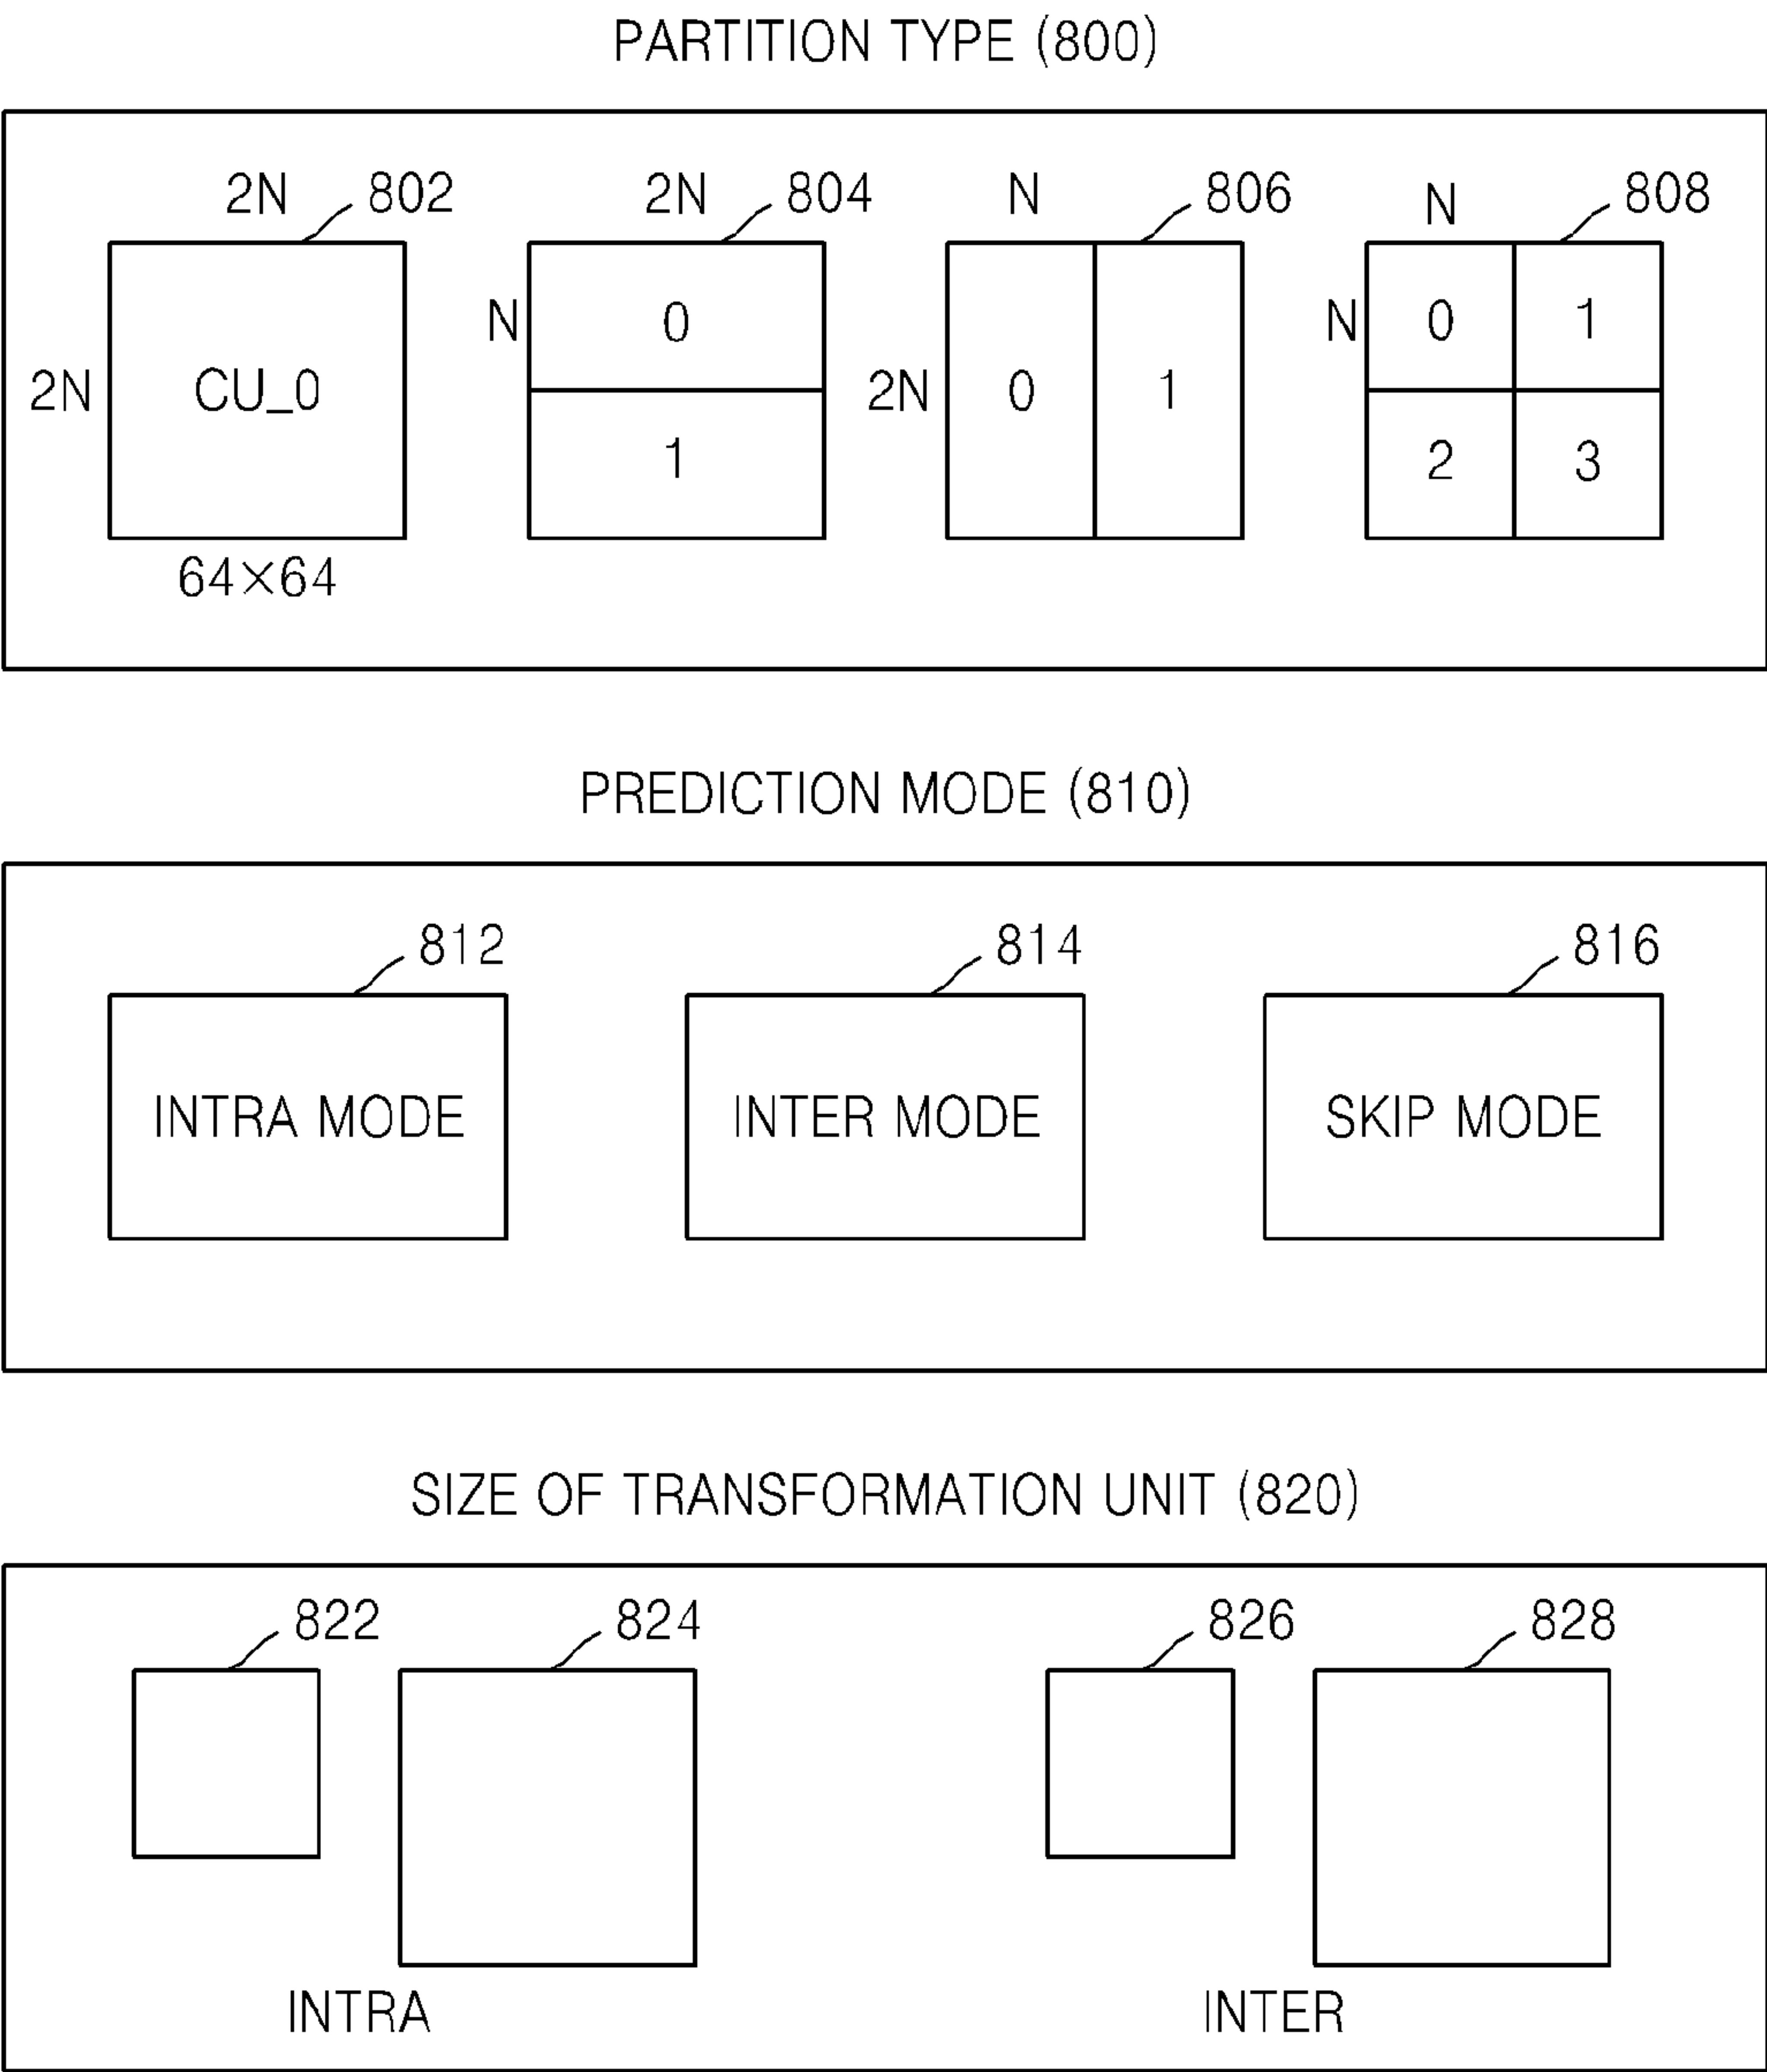 PARTITION TYPE (800)
2N 802 2N 804 N 806 N 808
N 0 N 0 1
2N CU_0 2N 0 1
1 2 3
64×64
PREDICTION MODE (810)
812 814 816
INTRA MODE INTER MODE SKIP MODE
SIZE OF TRANSFORMATION UNIT (820)
822 824 826 828
INTRA INTER